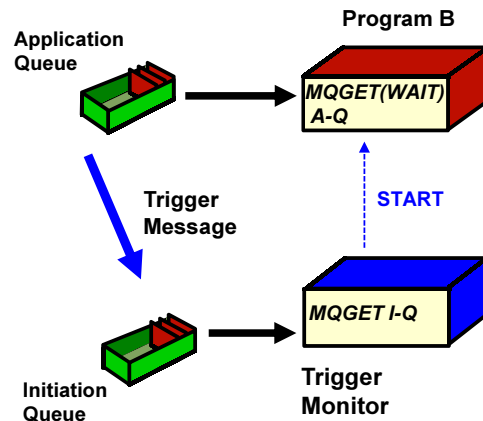 Program B
Application
Queue
MQGET(WAIT)
A-Q
Trigger
Message
START
MQGET I-Q
Initiation
Queue
Trigger
Monitor